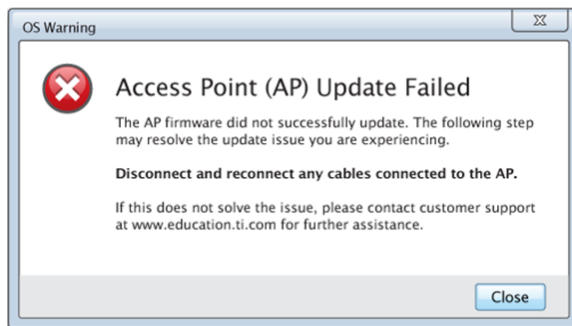 OS Warning
Access Point (AP) Update Failed
The AP firmware did not successfully update. The following step
may resolve the update issue you are experiencing.
Disconnect and reconnect any cables connected to the AP.
If this does not solve the issue, please contact customer support
at www.education.ti.com for further assistance.
Close